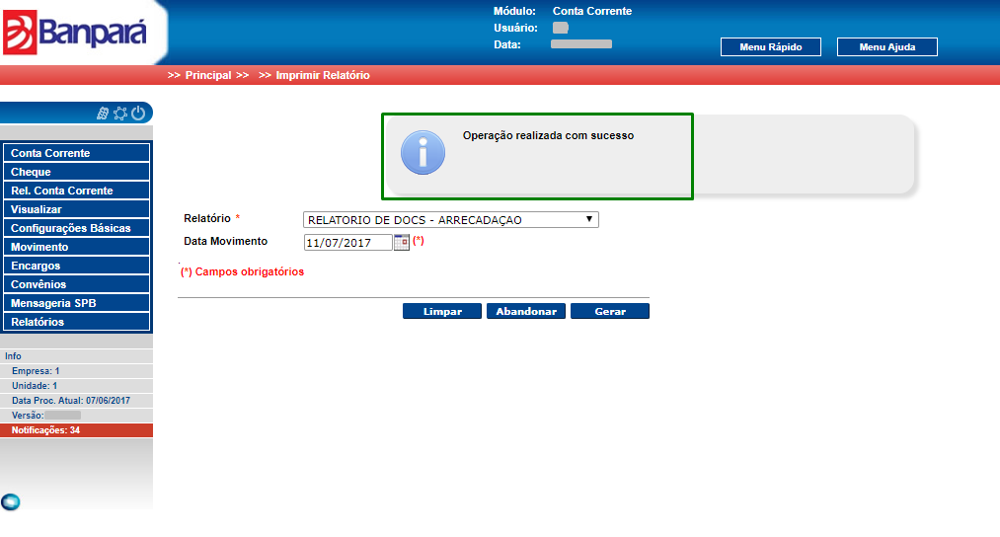 Banpará
Módulo: Conta Corrente
Usuário:
Data:
Menu Rápido
Menu Ajuda
>> Principal >> >> Imprimir Relatório
Operação realizada com sucesso
Conta Corrente
Cheque
Rel. Conta Corrente
Visualizar
Configurações Básicas
Movimento
Encargos
Convênios
Mensageria SPB
Relatórios
Relatório * RELATORIO DE DOCS - ARRECADAÇAO
Data Movimento 11/07/2017 (*)
(*) Campos obrigatórios
Limpar Abandonar Gerar
Info
Empresa: 1
Unidade: 1
Data Proc. Atual: 07/06/2017
Versão:
Notificações: 34